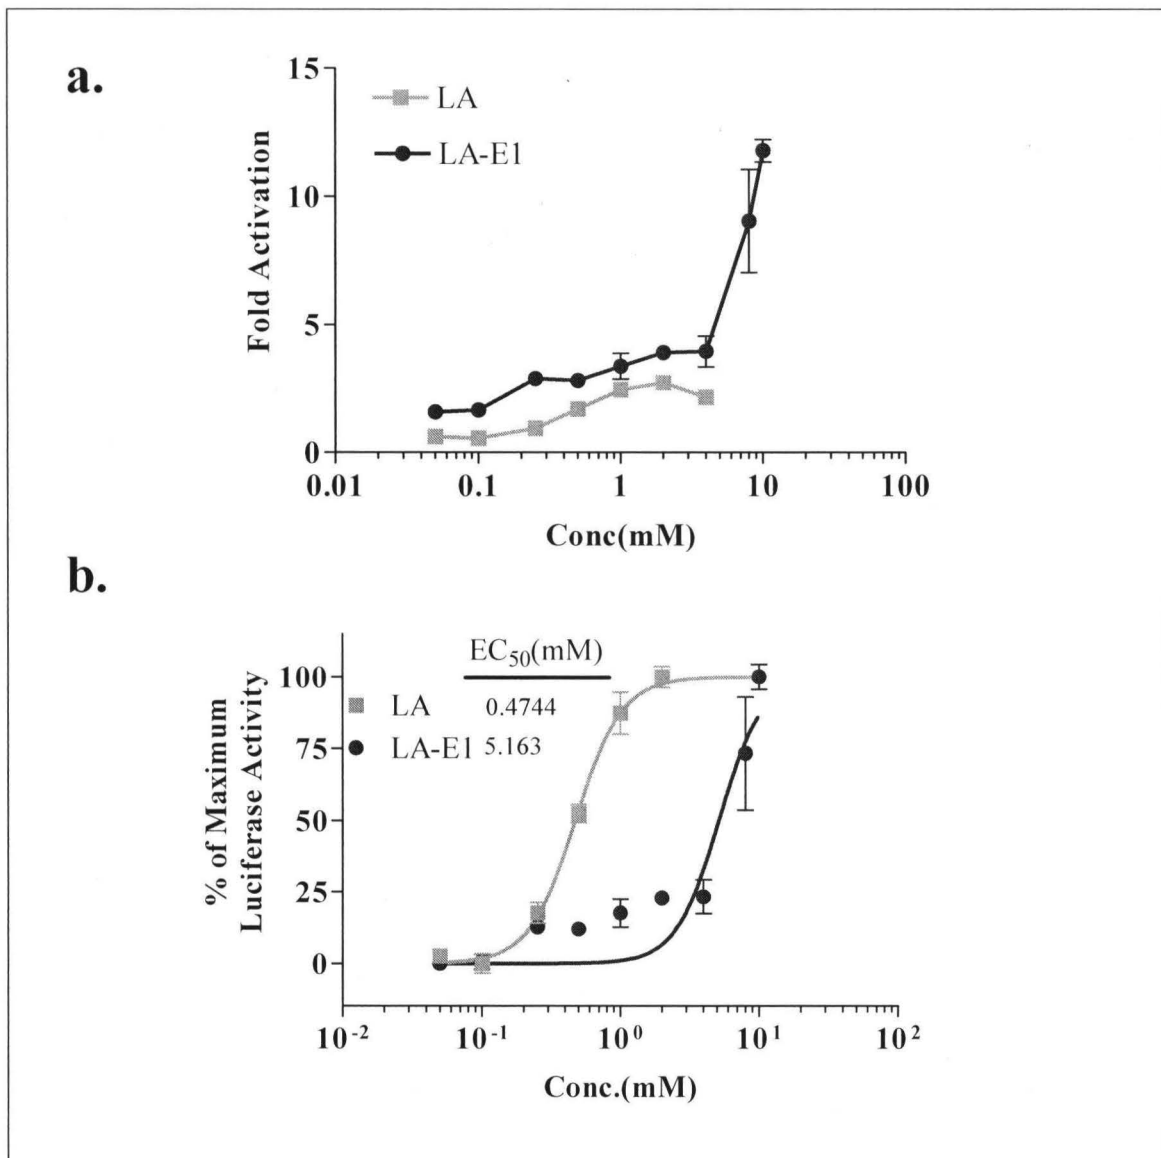 a.
15
10
5
0
Fold Activation
LA
LA-E1
0.01 0.1 1 10 100
Conc(mM)
b.
% of Maximum
Luciferase Activity
EC₅₀(mM)
LA 0.4744
LA-E1 5.163
100
75
50
25
0
10⁻² 10⁻¹ 10⁰ 10¹ 10²
Conc.(mM)